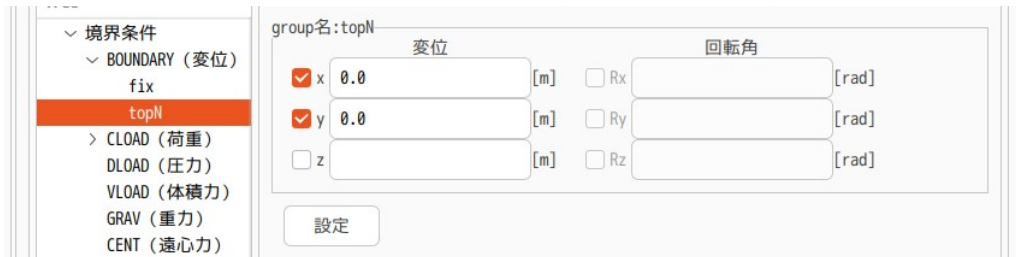 境界条件
BOUNDARY (変位)
fix
topN
CLOAD (荷重)
DLOAD (圧力)
VLOAD (体積力)
GRAV (重力)
CENT (遠心力)
group名:topN
変位 回転角
x 0.0 [m] Rx [rad]
y 0.0 [m] Ry [rad]
z [m] Rz [rad]
設定